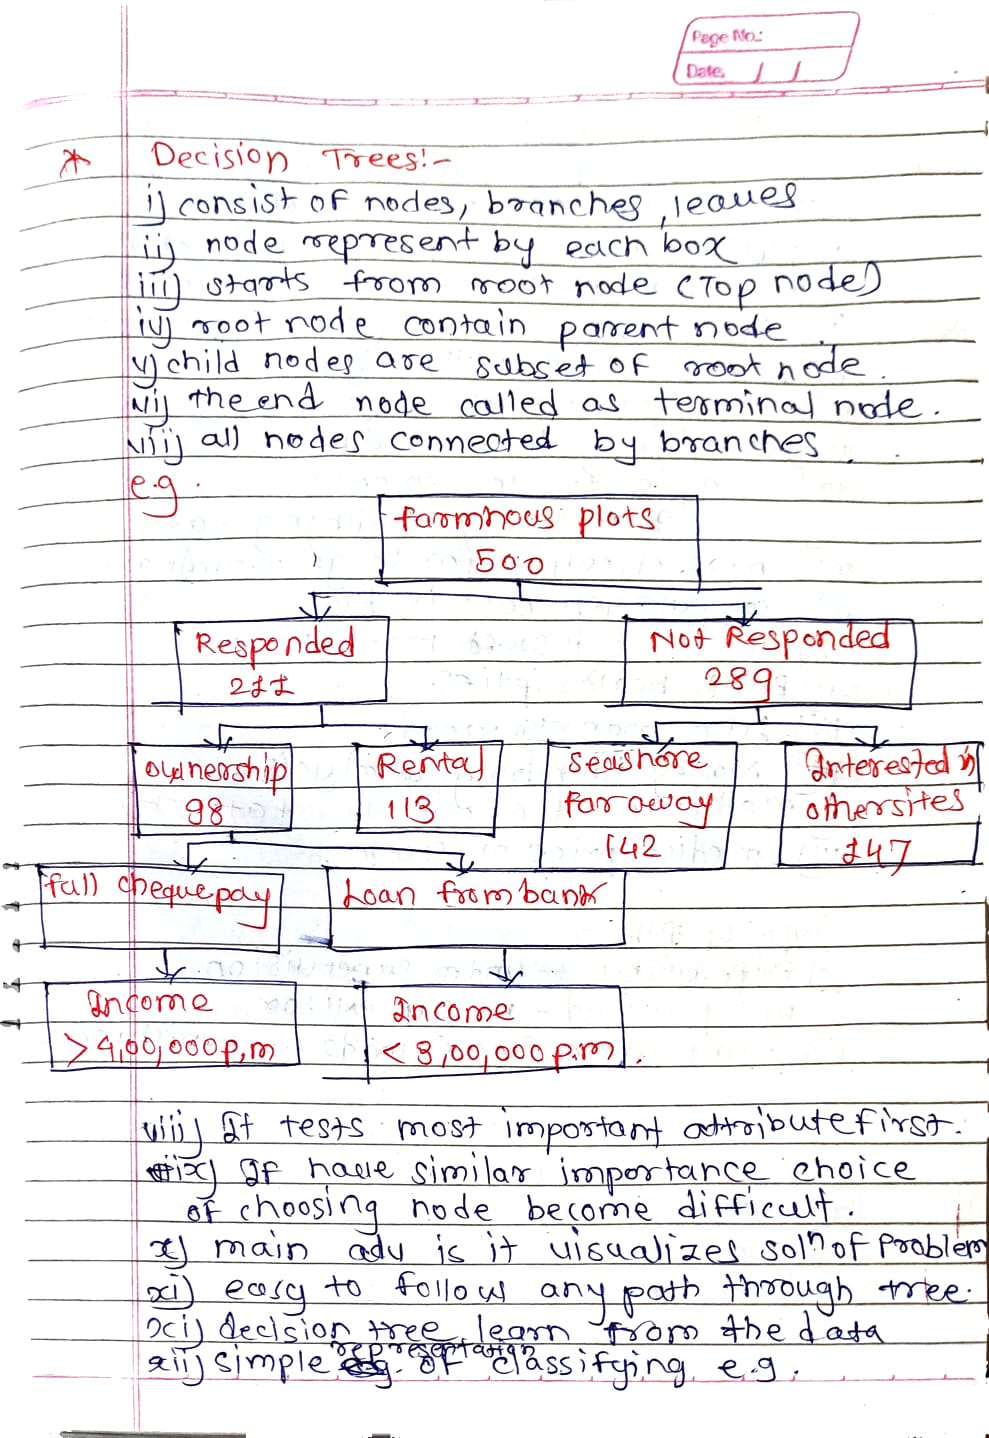 Page No.:
Date. / /
* Decision Trees:-
i) consist of nodes, branches, leaves
ii) node represent by each box
iii) starts from root node (Top node)
iv) root node contain parent node
v) child nodes are subset of root node.
vi) the end node called as terminal node.
vii) all nodes connected by branches.
e.g.
farmhous plots
500
Responded
211
Not Responded
289
ownership
98
Rental
113
Seashore
far away
142
Interested in
othersites
147
full cheque pay
Loan from bank
Income
> 4,00,000 p.m
Income
< 3,00,000 p.m.
viii) It tests most important attribute first.
ix) If have similar importance choice
of choosing node become difficult.
x) main adv is it visualizes solⁿ of Problem
xi) easy to follow any path through tree.
xi) decision tree learn from the data
xii) simple representation of classifying e.g.